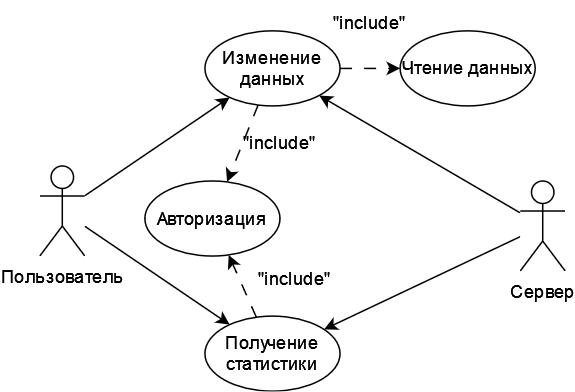 "include"
Изменение
данных
Чтение данных
"include"
Авторизация
Пользователь
"include"
Сервер
Получение
статистики